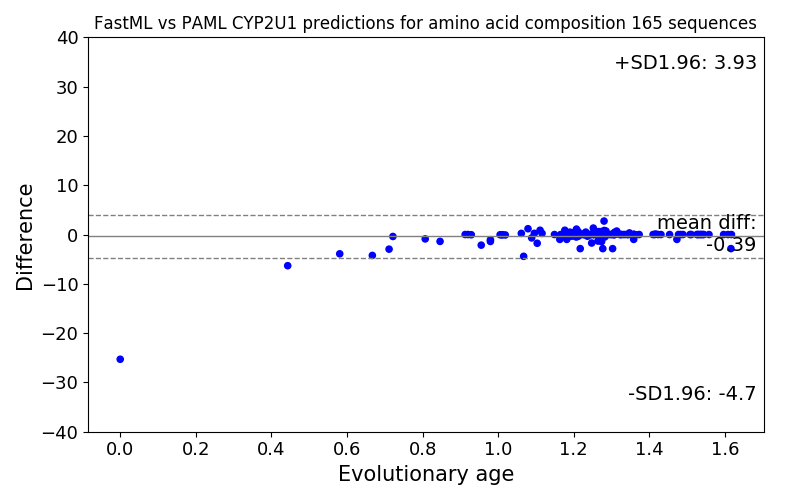 FastML vs PAML CYP2U1 predictions for amino acid composition 165 sequences
40
30
20
10
0
−10
−20
−30
−40
Difference
+SD1.96: 3.93
mean diff:
-0.39
-SD1.96: -4.7
0.0 0.2 0.4 0.6 0.8 1.0 1.2 1.4 1.6
Evolutionary age